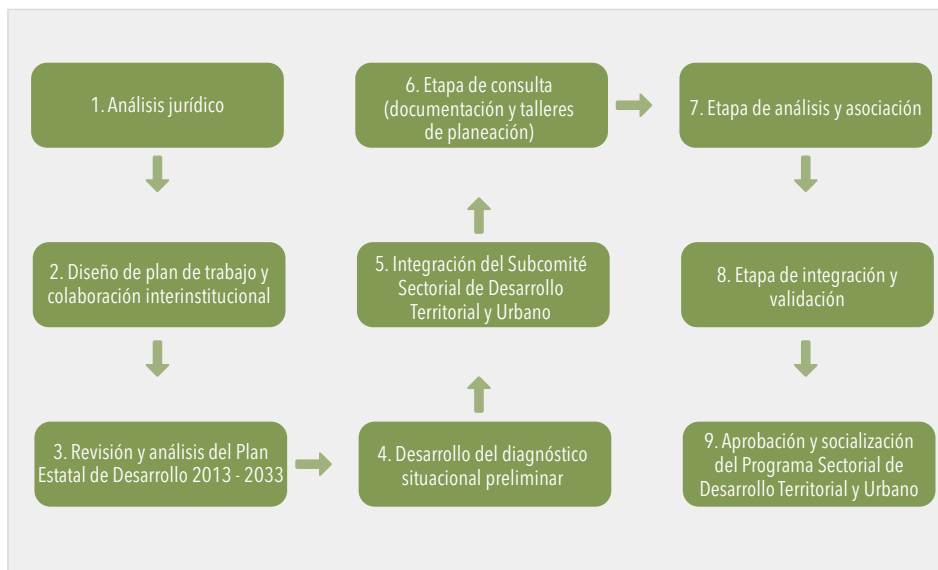 1. Análisis jurídico
2. Diseño de plan de trabajo y
colaboración interinstitucional
3. Revisión y análisis del Plan
Estatal de Desarrollo 2013 - 2033
4. Desarrollo del diagnóstico
situacional preliminar
5. Integración del Subcomité
Sectorial de Desarrollo
Territorial y Urbano
6. Etapa de consulta
(documentación y talleres
de planeación)
7. Etapa de análisis y asociación
8. Etapa de integración y
validación
9. Aprobación y socialización
del Programa Sectorial de
Desarrollo Territorial y Urbano